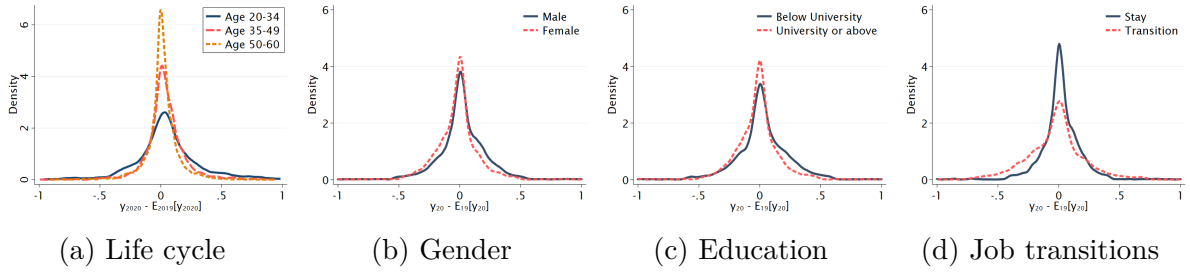 Age 20-34
Age 35-49
Age 50-60
Density
6
4
2
0
-1 -.5 0 .5 1
y2020 - E2019[y2020]
(a) Life cycle
Male
Female
Density
6
4
2
0
-1 -.5 0 .5 1
y20 - E19[y20]
(b) Gender
Below University
University or above
Density
6
4
2
0
-1 -.5 0 .5 1
y20 - E19[y20]
(c) Education
Stay
Transition
Density
6
4
2
0
-1 -.5 0 .5 1
y20 - E19[y20]
(d) Job transitions